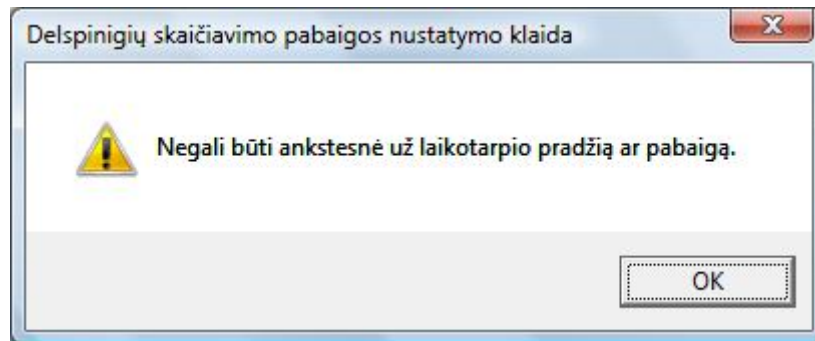 Delspinigių skaičiavimo pabaigos nustatymo klaida
Negali būti ankstesnė už laikotarpio pradžią ar pabaigą.
OK